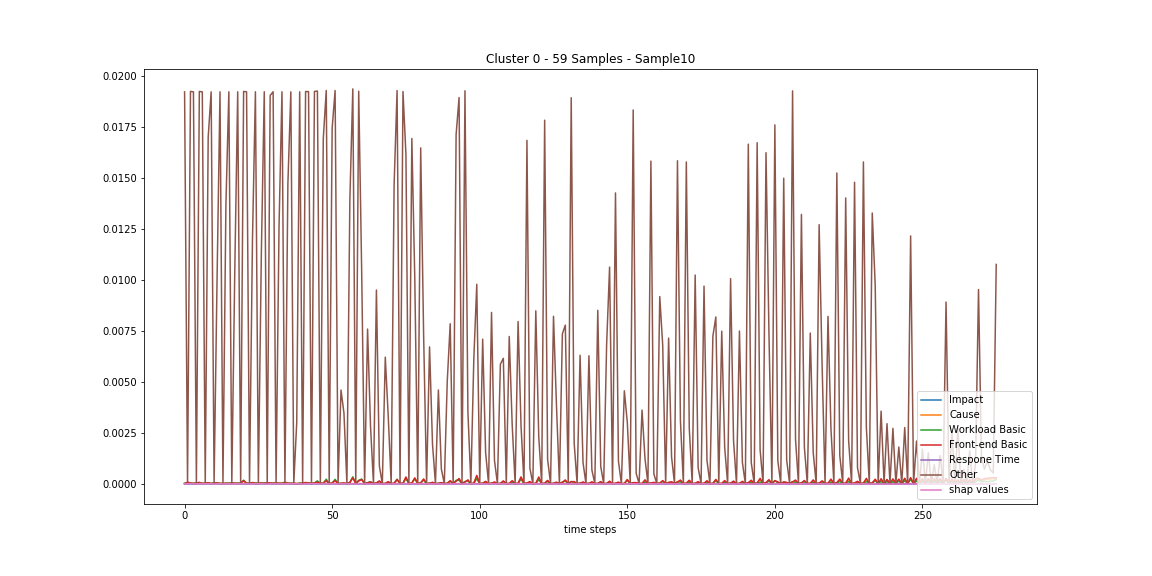 Cluster 0 - 59 Samples - Sample10
0.0200
0.0175
0.0150
0.0125
0.0100
0.0075
0.0050
0.0025
0.0000
Impact
Cause
Workload Basic
Front-end Basic
Respone Time
Other
shap values
0 50 100 150 200 250
time steps